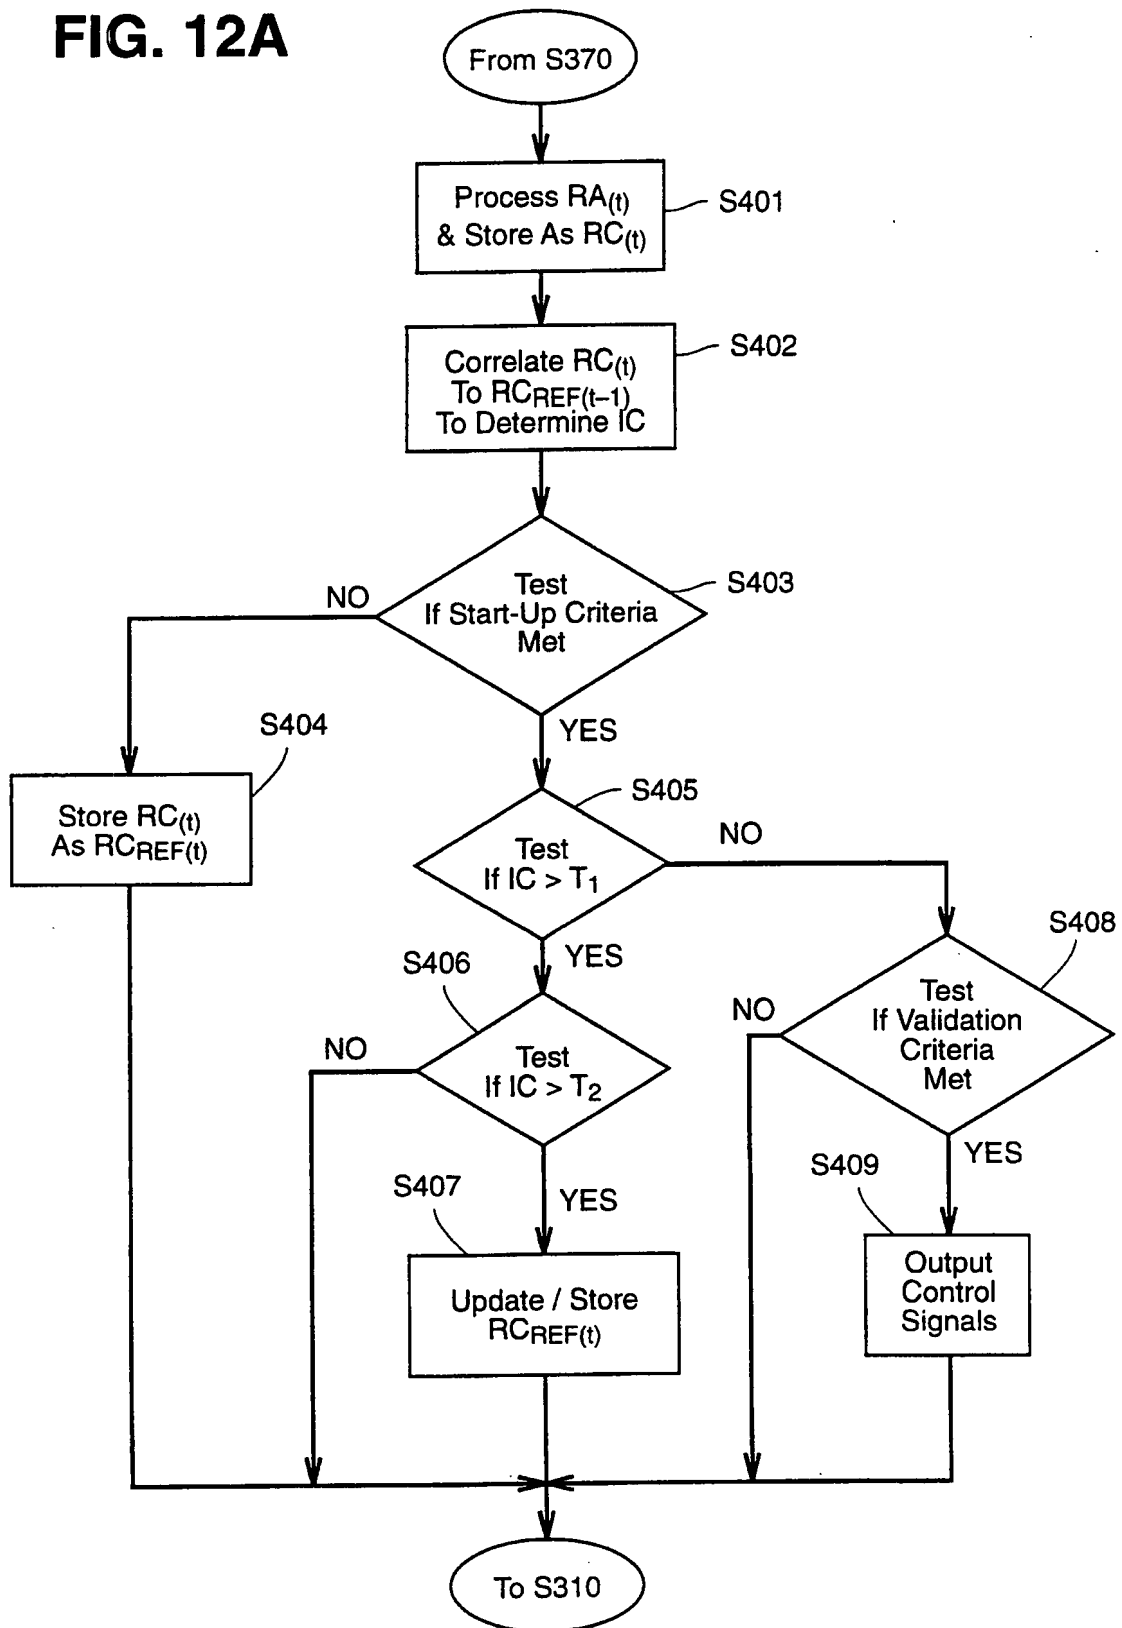 FIG. 12A
From S370
Process RA(t)
& Store As RC(t)
S401
Correlate RC(t)
To RCREF(t–1)
To Determine IC
S402
Test
If Start-Up Criteria
Met
S403
NO
YES
S404
Store RC(t)
As RCREF(t)
S405
Test
If IC > T1
NO
YES
S406
Test
If IC > T2
NO
YES
S408
Test
If Validation
Criteria
Met
NO
YES
S407
Update / Store
RCREF(t)
S409
Output
Control
Signals
To S310